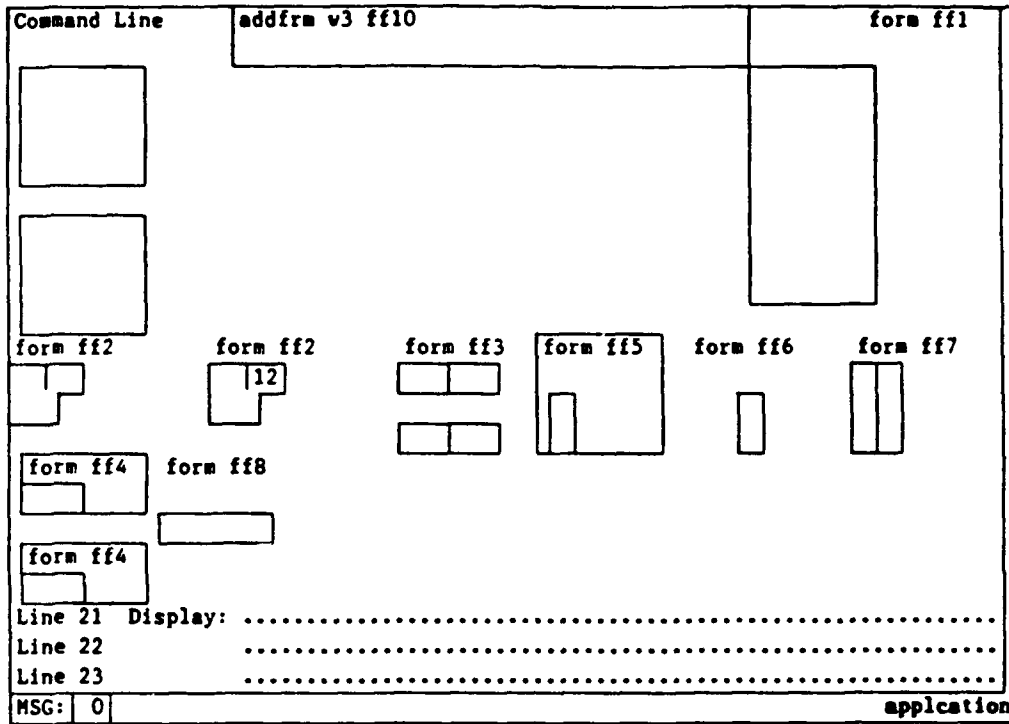 Command Line addfrm v3 ff10 form ff1
form ff2 form ff2 form ff3 form ff5 form ff6 form ff7
12
form ff4 form ff8
form ff4
Line 21 Display: ................................................................
Line 22 ................................................................
Line 23 ................................................................
MSG: 0 applcation